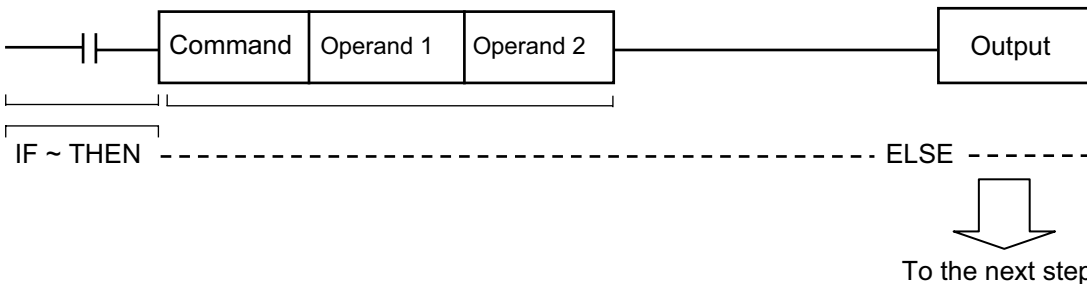 Command Operand 1 Operand 2 Output
IF ~ THEN ELSE
To the next step